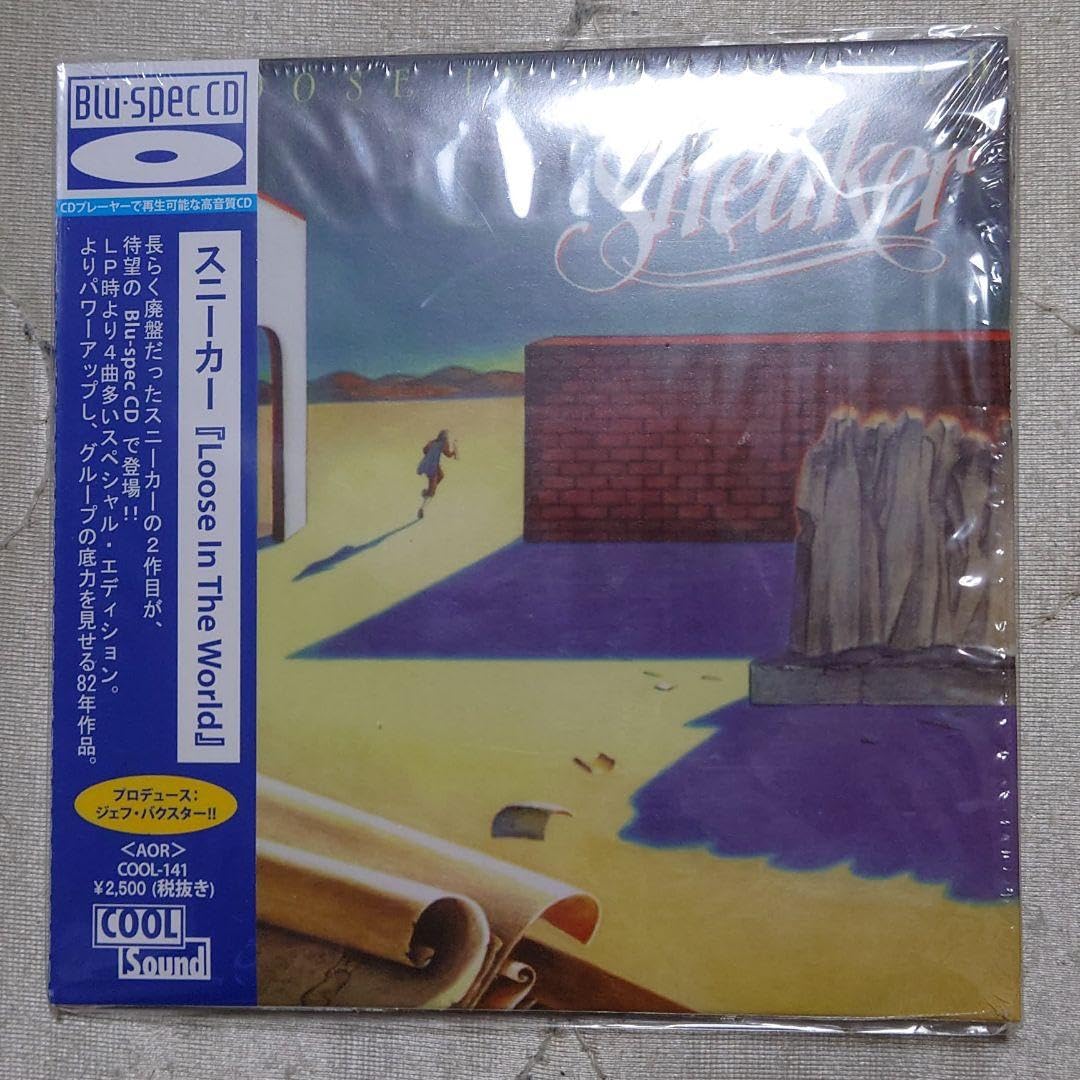 Blu-spec CD
CDプレーヤーで再生可能な高音質CD
スニーカー『Loose In The World』
長らく廃盤だったスニーカーの2作目が、
待望の Blu-spec CD で登場!!
LP時より4曲多いスペシャル・エディション。
よりパワーアップし、グループの底力を見せる82年作品。
プロデュース:
ジェフ・バクスター!!
<AOR>
COOL-141
¥2,500 (税抜き)
COOL
Sound
OOSE IN
Sneaker